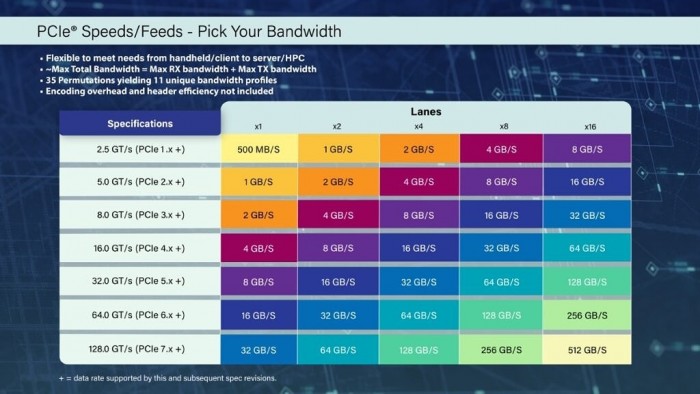 PCIe® Speeds/Feeds - Pick Your Bandwidth
• Flexible to meet needs from handheld/client to server/HPC
• ~Max Total Bandwidth = Max RX bandwidth + Max TX bandwidth
• 35 Permutations yielding 11 unique bandwidth profiles
• Encoding overhead and header efficiency not included
Lanes
Specifications x1 x2 x4 x8 x16
2.5 GT/s (PCIe 1.x +) 500 MB/S 1 GB/S 2 GB/S 4 GB/S 8 GB/S
5.0 GT/s (PCIe 2.x +) 1 GB/S 2 GB/S 4 GB/S 8 GB/S 16 GB/S
8.0 GT/s (PCIe 3.x +) 2 GB/S 4 GB/S 8 GB/S 16 GB/S 32 GB/S
16.0 GT/s (PCIe 4.x +) 4 GB/S 8 GB/S 16 GB/S 32 GB/S 64 GB/S
32.0 GT/s (PCIe 5.x +) 8 GB/S 16 GB/S 32 GB/S 64 GB/S 128 GB/S
64.0 GT/s (PCIe 6.x +) 16 GB/S 32 GB/S 64 GB/S 128 GB/S 256 GB/S
128.0 GT/s (PCIe 7.x +) 32 GB/S 64 GB/S 128 GB/S 256 GB/S 512 GB/S
+ = data rate supported by this and subsequent spec revisions.